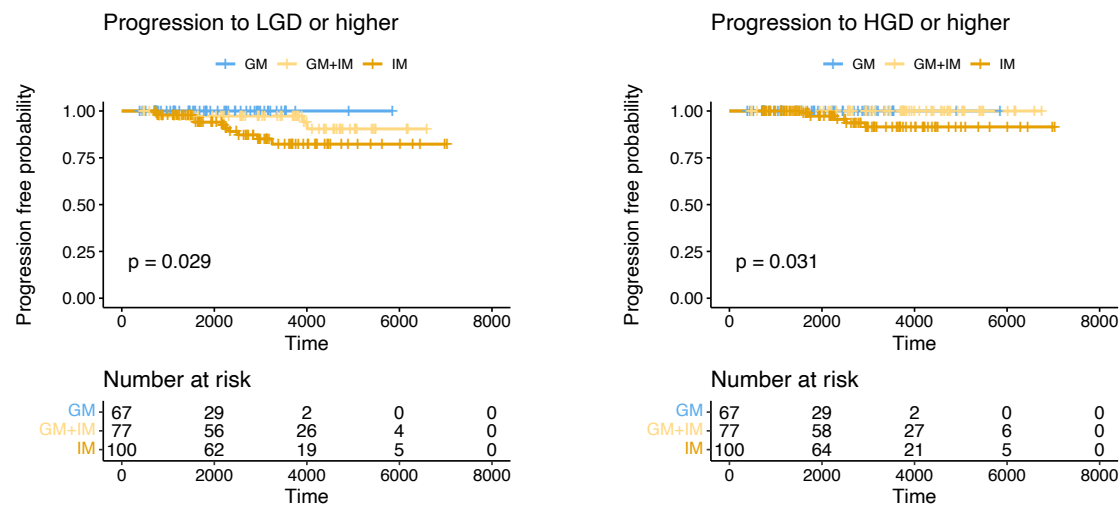 Progression to LGD or higher
GM GM+IM IM
Progression free probability
1.00
0.75
0.50
0.25
0.00
p = 0.029
0 2000 4000 6000 8000
Time
Number at risk
GM 67 29 2 0 0
GM+IM 77 56 26 4 0
IM 100 62 19 5 0
0 2000 4000 6000 8000
Time
Progression to HGD or higher
GM GM+IM IM
Progression free probability
1.00
0.75
0.50
0.25
0.00
p = 0.031
0 2000 4000 6000 8000
Time
Number at risk
GM 67 29 2 0 0
GM+IM 77 58 27 6 0
IM 100 64 21 5 0
0 2000 4000 6000 8000
Time